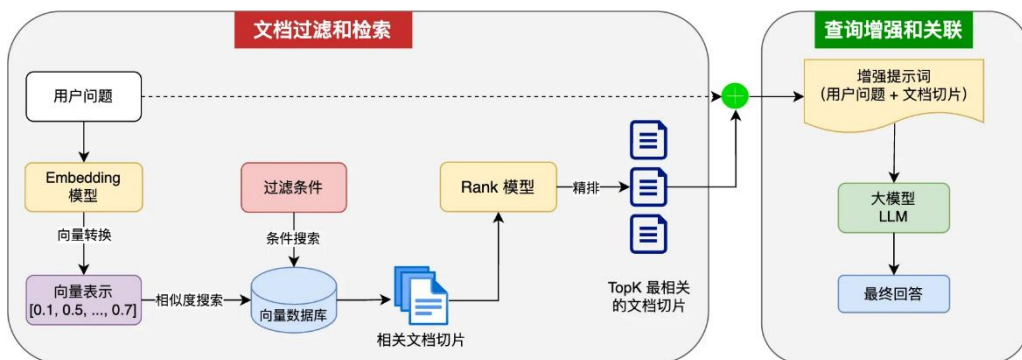 文档过滤和检索
用户问题
Embedding
模型
向量转换
向量表示
[0.1, 0.5, ..., 0.7]
相似度搜索
过滤条件
条件搜索
向量数据库
相关文档切片
Rank 模型
精排
TopK 最相关
的文档切片
查询增强和关联
增强提示词
(用户问题 + 文档切片)
大模型
LLM
最终回答